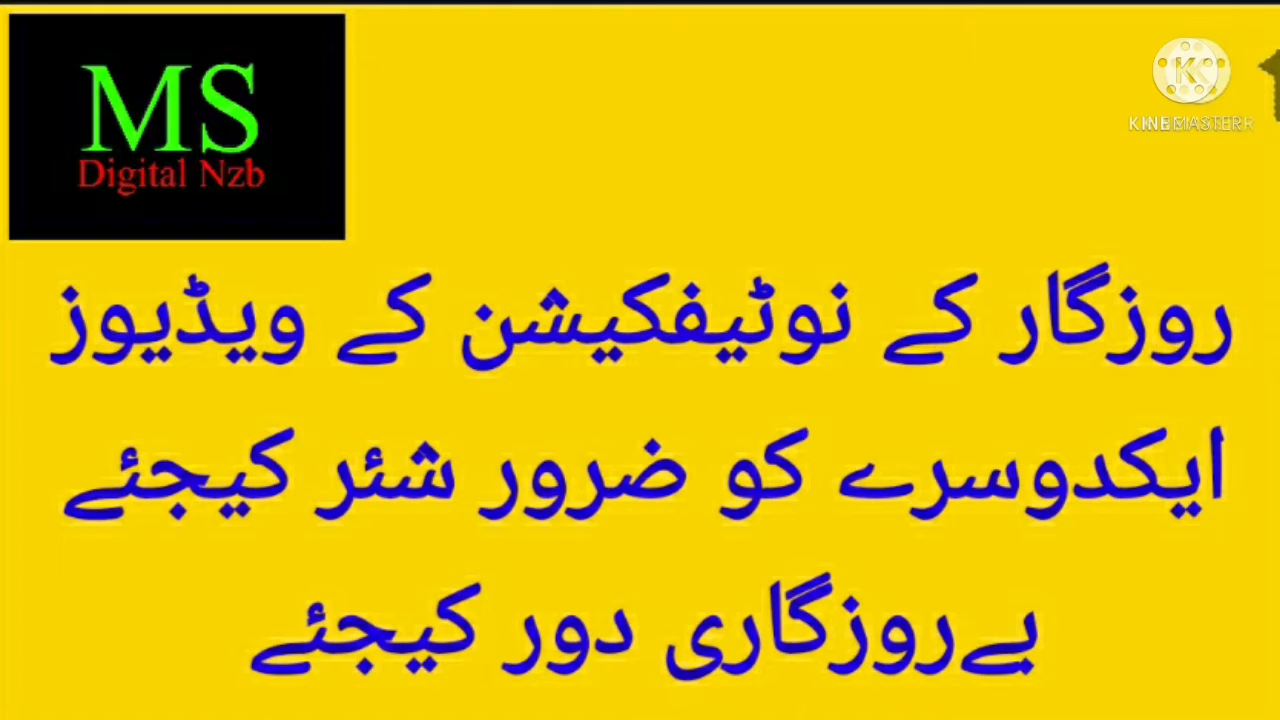 MS
Digital Nzb
KINEMASTER
روزگار کے نوٹیفکیشن کے ویڈیوز
ایکدوسرے کو ضرور شئر کیجئے
بےروزگاری دور کیجئے